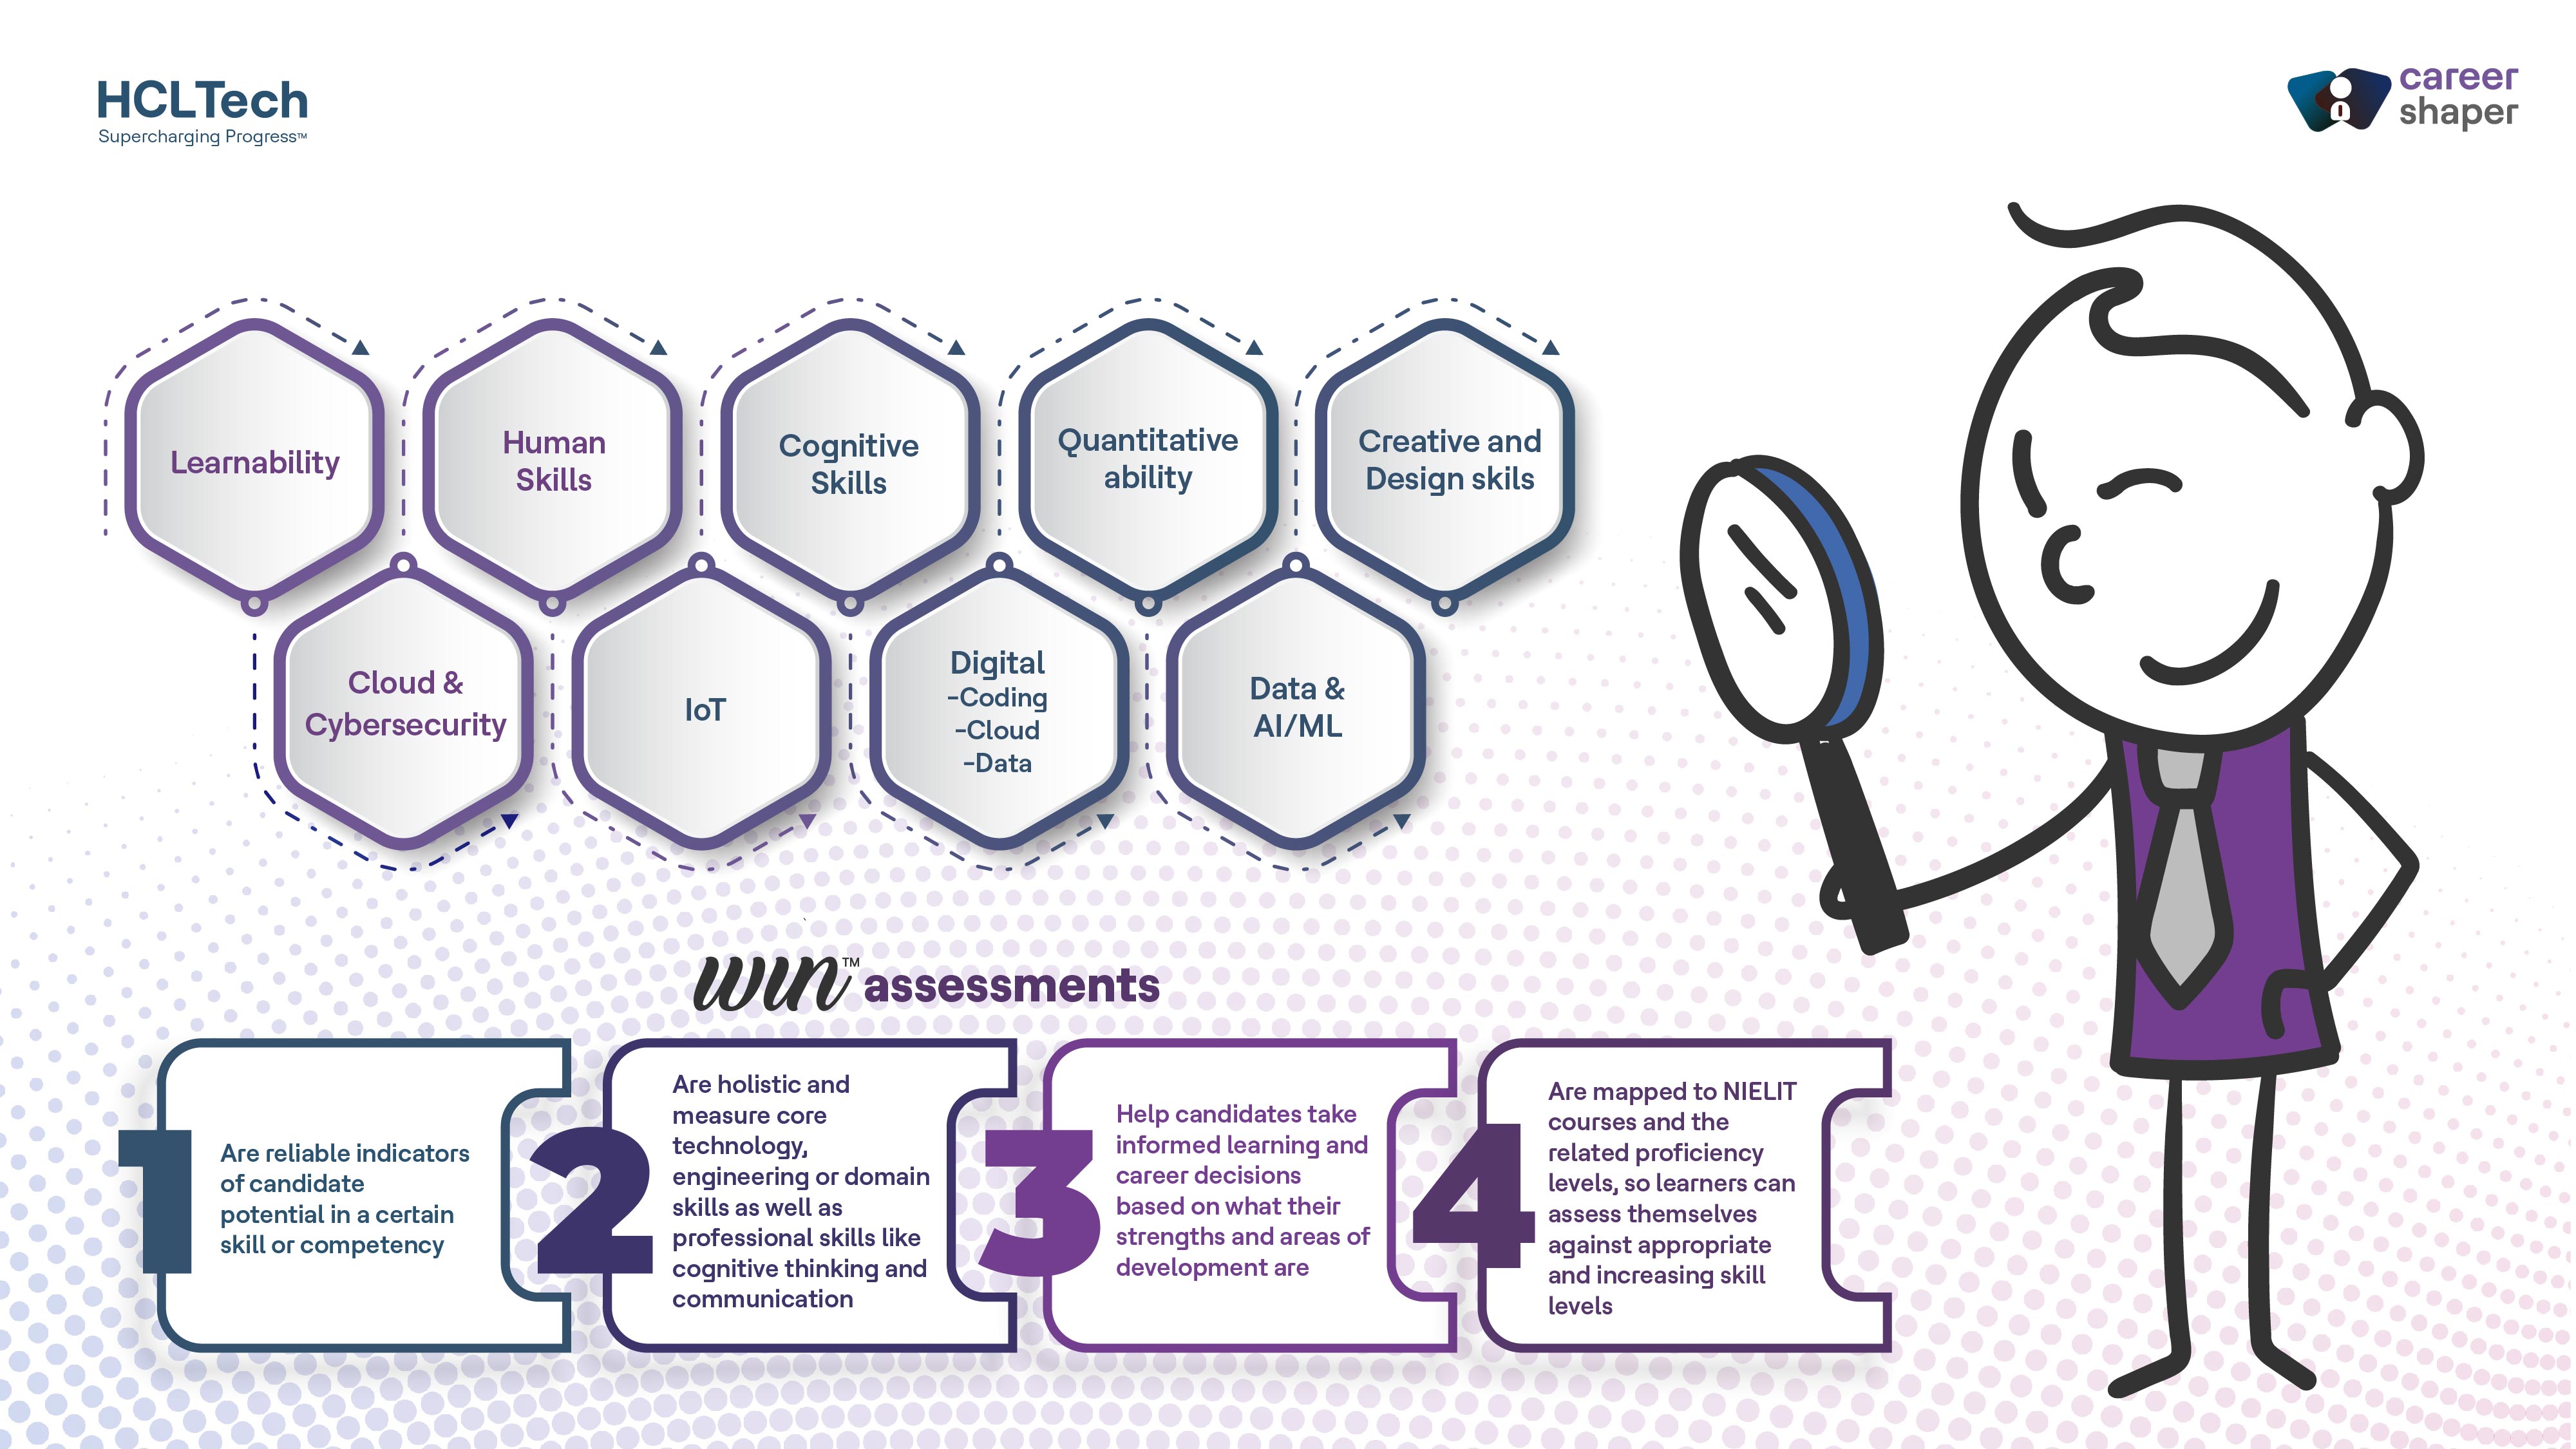 HCLTech
Supercharging Progress™
career
shaper
Learnability
Human
Skills
Cognitive
Skills
Quantitative
ability
Creative and
Design skils
Cloud &
Cybersecurity
IoT
Digital
-Coding
-Cloud
-Data
Data &
AI/ML
win™ assessments
1
Are reliable indicators
of candidate
potential in a certain
skill or competency
2
Are holistic and
measure core
technology,
engineering or domain
skills as well as
professional skills like
cognitive thinking and
communication
3
Help candidates take
informed learning and
career decisions
based on what their
strengths and areas of
development are
4
Are mapped to NIELIT
courses and the
related proficiency
levels, so learners can
assess themselves
against appropriate
and increasing skill
levels